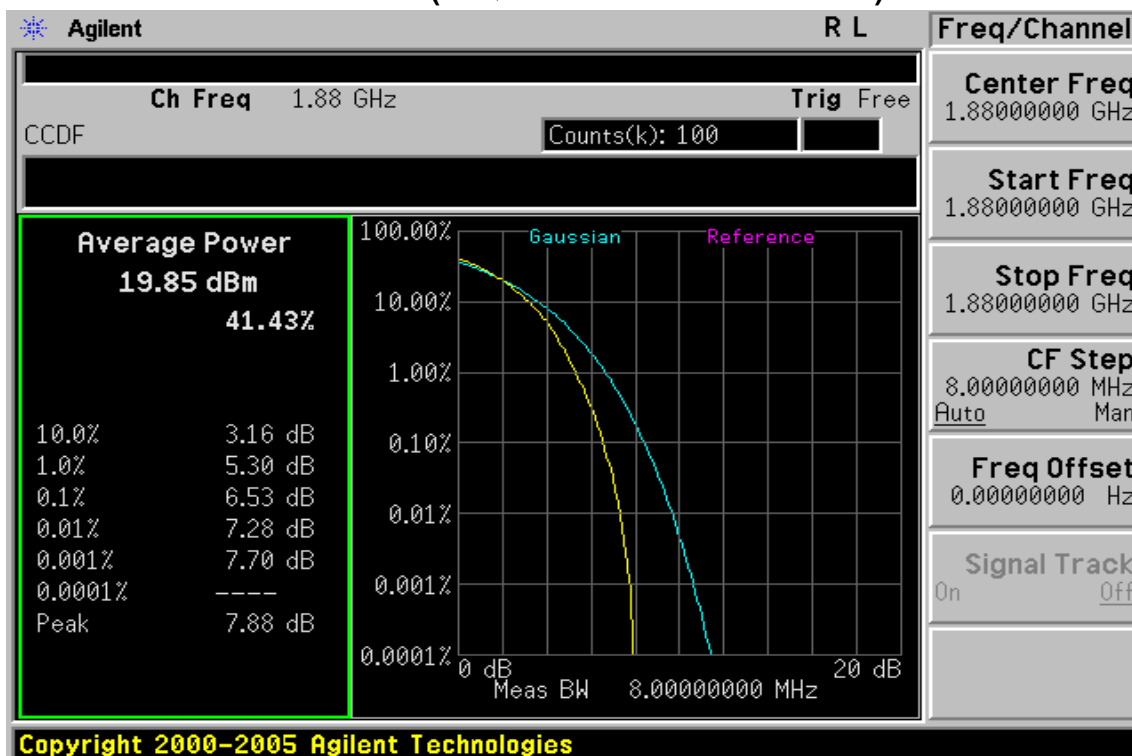 Agilent R L
Ch Freq 1.88 GHz Trig Free
CCDF Counts(k): 100
Average Power
19.85 dBm
41.43%
10.0% 3.16 dB
1.0% 5.30 dB
0.1% 6.53 dB
0.01% 7.28 dB
0.001% 7.70 dB
0.0001% ----
Peak 7.88 dB
Gaussian Reference
100.00%
10.00%
1.00%
0.10%
0.01%
0.001%
0.0001%
0 dB 20 dB
Meas BW 8.00000000 MHz
Freq/Channel
Center Freq
1.88000000 GHz
Start Freq
1.88000000 GHz
Stop Freq
1.88000000 GHz
CF Step
8.00000000 MHz
Auto Man
Freq Offset
0.00000000 Hz
Signal Track
On Off
Copyright 2000-2005 Agilent Technologies